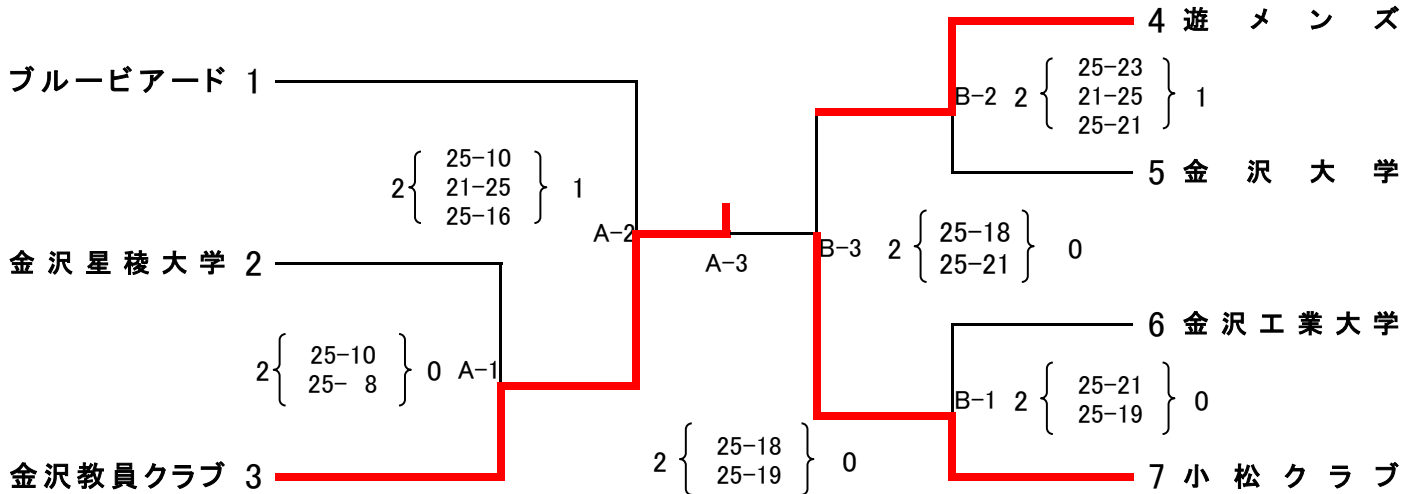 4 遊メンズ
ブルービアード 1
B-2 2 { 25-23 21-25 25-21 } 1
2 { 25-10 21-25 25-16 } 1
5 金沢大学
A-2
金沢星稜大学 2
A-3
B-3 2 { 25-18 25-21 } 0
6 金沢工業大学
2 { 25-10 25- 8 } 0 A-1
B-1 2 { 25-21 25-19 } 0
2 { 25-18 25-19 } 0
金沢教員クラブ 3
7 小松クラブ